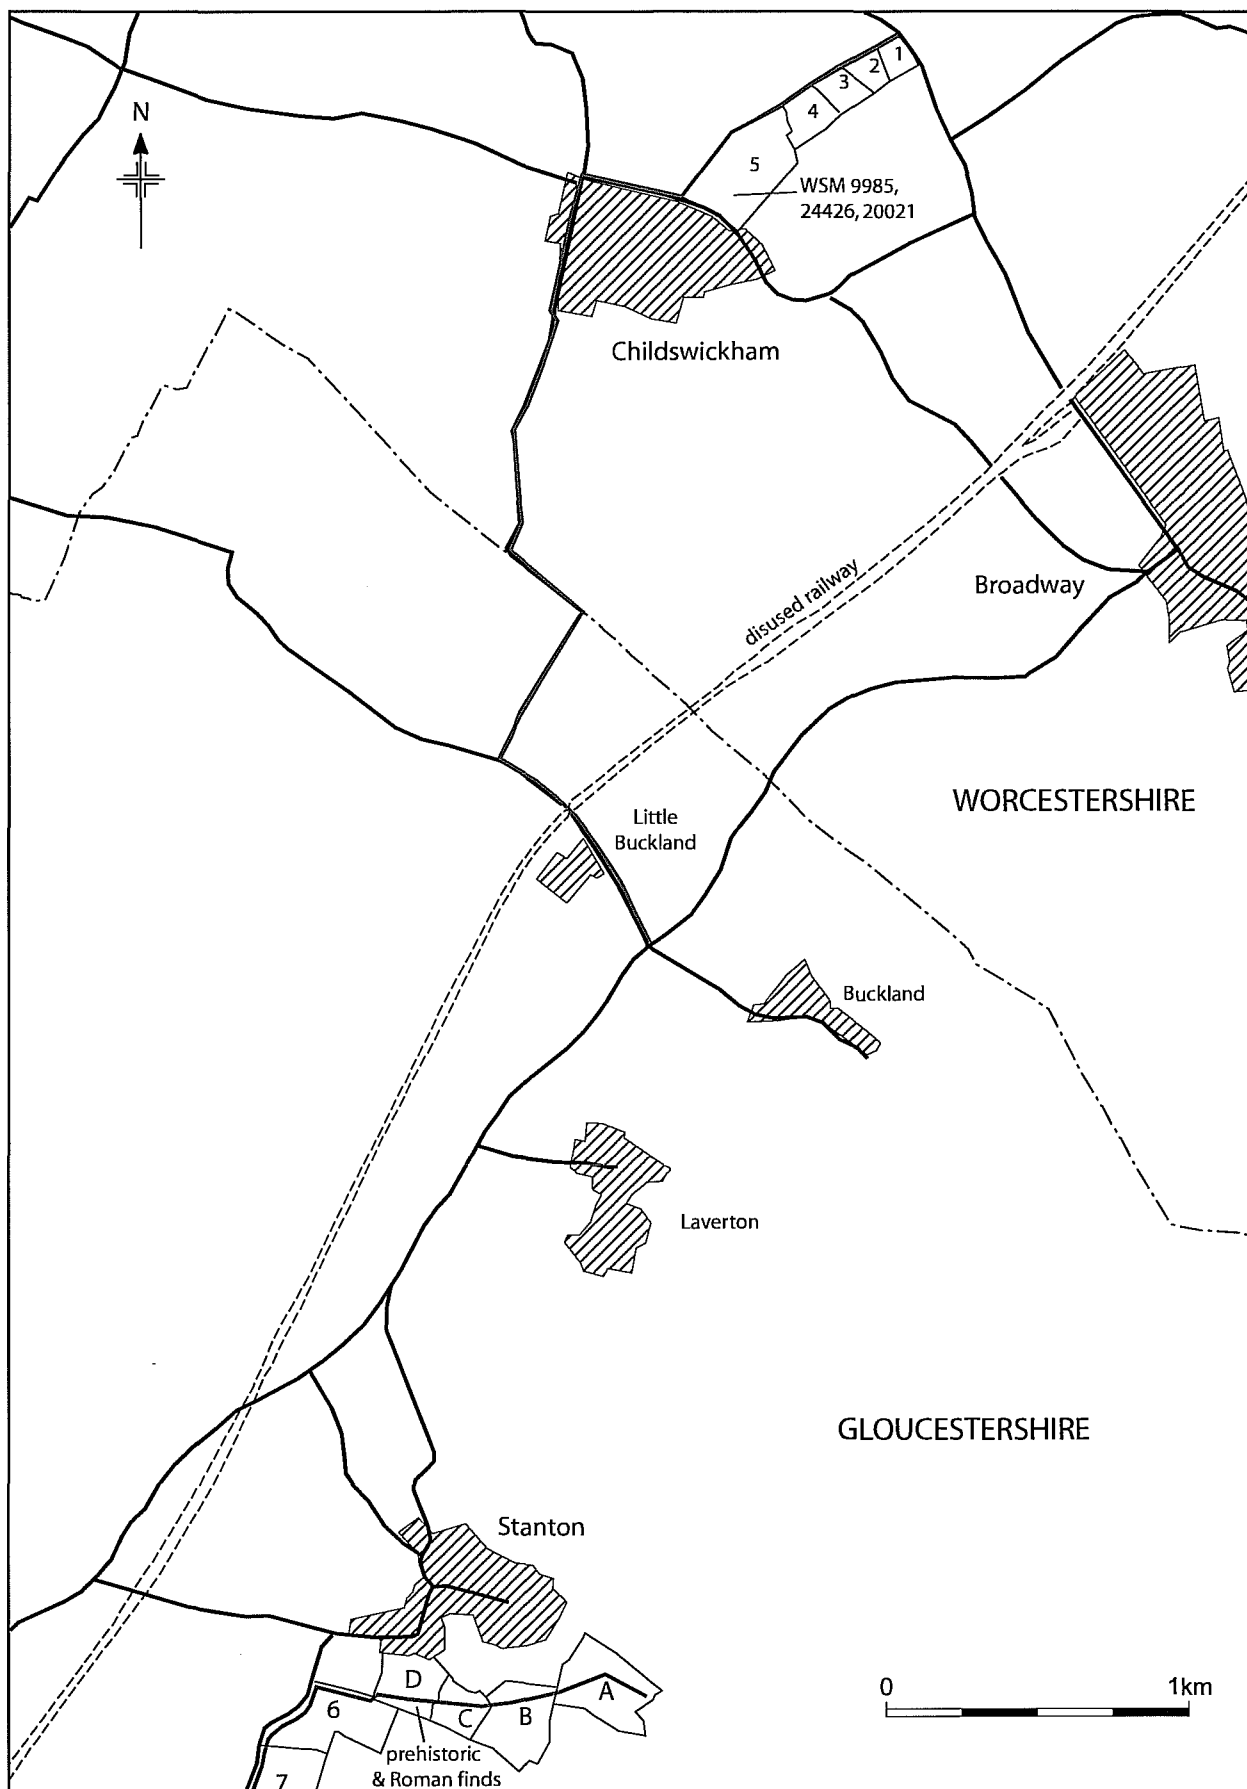 N
1
2
3
4
5
WSM 9985,
24426, 20021
Childswickham
disused railway
Broadway
WORCESTERSHIRE
Little
Buckland
Buckland
Laverton
GLOUCESTERSHIRE
Stanton
D
A
6
C
B
0
1km
prehistoric
& Roman finds
7